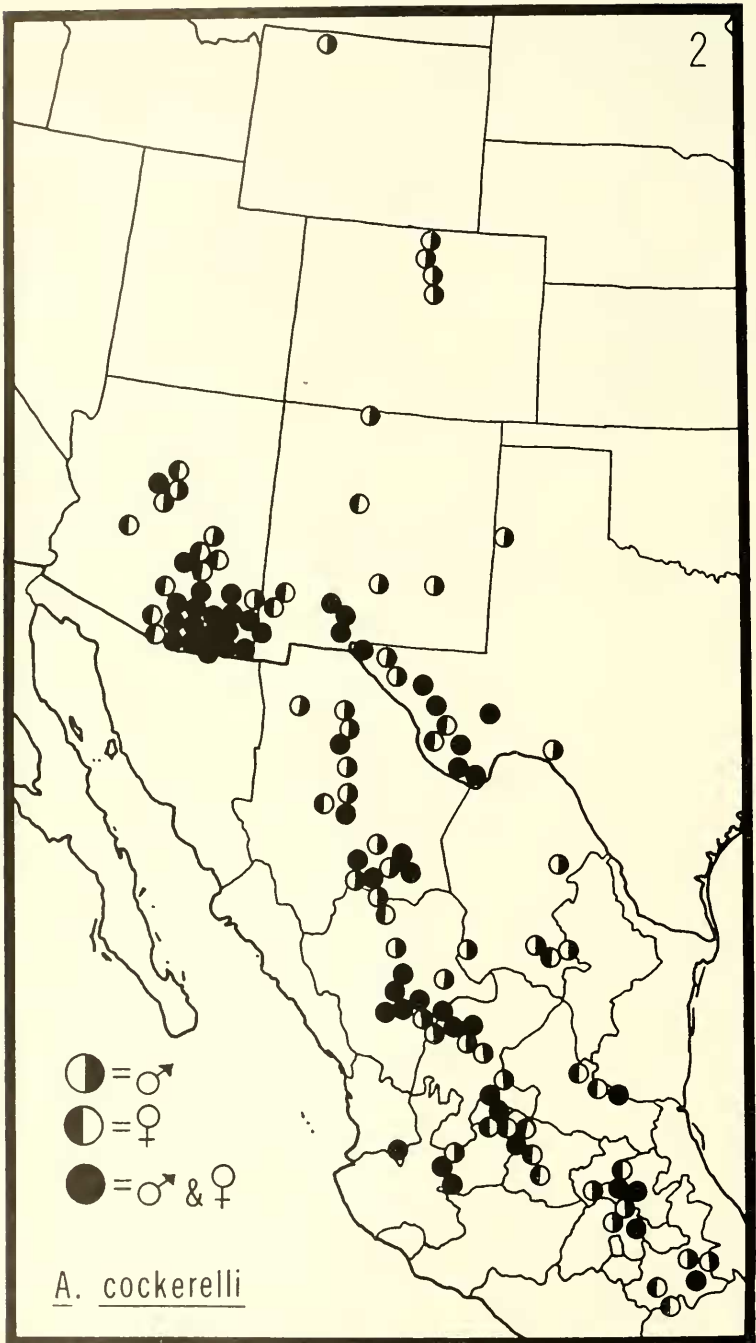 2
◑ = ♂
◐ = ♀
● = ♂ & ♀
A. cockerelli